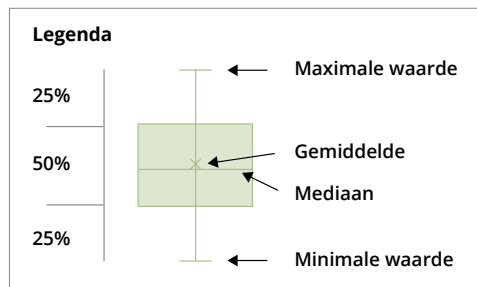 Legenda
Maximale waarde
25%
Gemiddelde
50%
Mediaan
25%
Minimale waarde